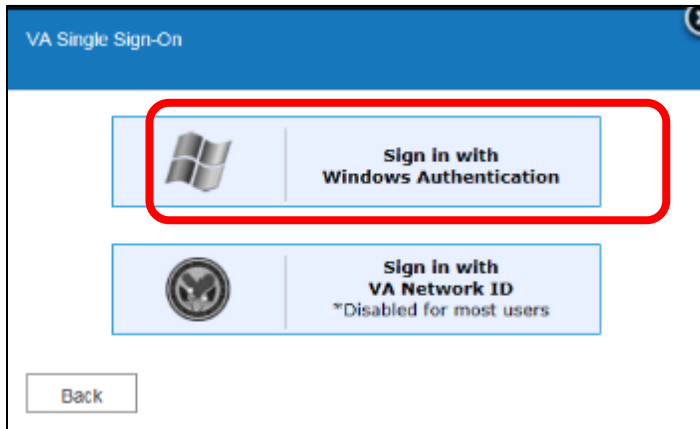 VA Single Sign-On
Sign in with
Windows Authentication
Sign in with
VA Network ID
*Disabled for most users
Back